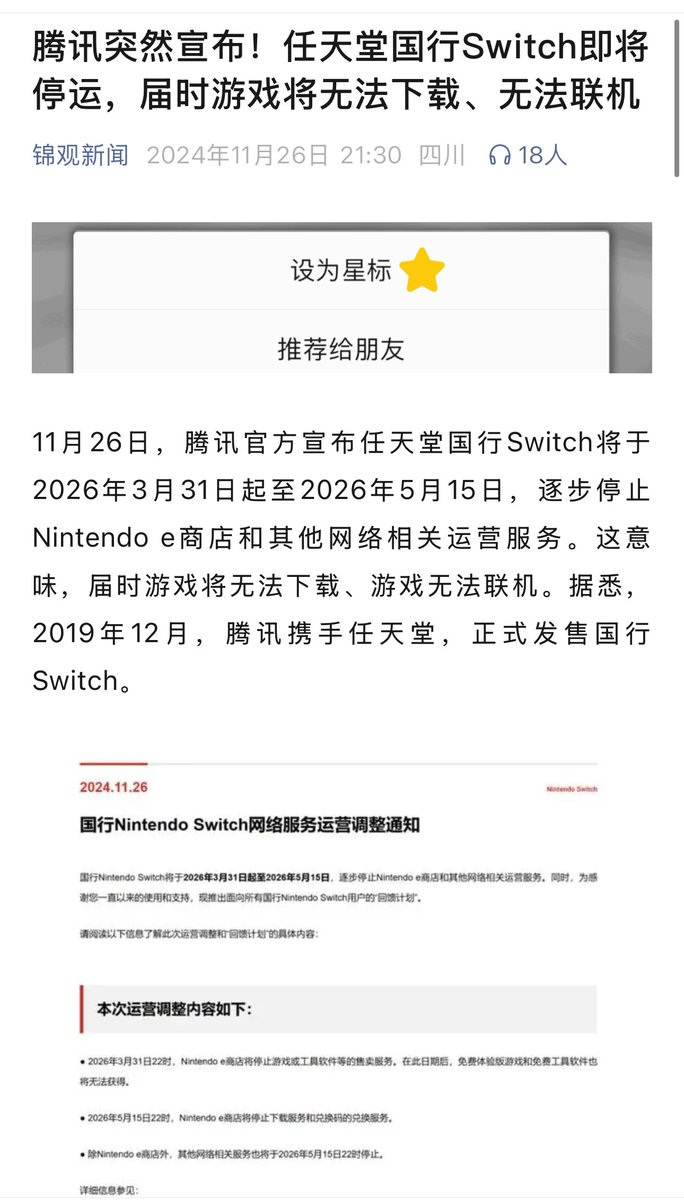 腾讯突然宣布！任天堂国行Switch即将
停运，届时游戏将无法下载、无法联机
锦观新闻 2024年11月26日 21:30 四川 18人
设为星标
推荐给朋友
11月26日，腾讯官方宣布任天堂国行Switch将于
2026年3月31日起至2026年5月15日，逐步停止
Nintendo e商店和其他网络相关运营服务。这意
味，届时游戏将无法下载、游戏无法联机。据悉，
2019年12月，腾讯携手任天堂，正式发售国行
Switch。
2024.11.26 Nintendo Switch
国行Nintendo Switch网络服务运营调整通知
国行Nintendo Switch将于2026年3月31日起至2026年5月15日，逐步停止Nintendo e商店和其他网络相关运营服务。同时，为感
谢您一直以来的使用和支持，现推出面向所有国行Nintendo Switch用户的“回馈计划”。
请阅读以下信息了解此次运营调整和“回馈计划”的具体内容：
本次运营调整内容如下：
● 2026年3月31日22时，Nintendo e商店将停止游戏或工具软件等的售卖服务。在此日期后，免费体验版游戏和免费工具软件也
将无法获得。
● 2026年5月15日22时，Nintendo e商店将停止下载服务和兑换码的兑换服务。
● 除Nintendo e商店外，其他网络相关服务也将于2026年5月15日22时停止。
详细信息参见：